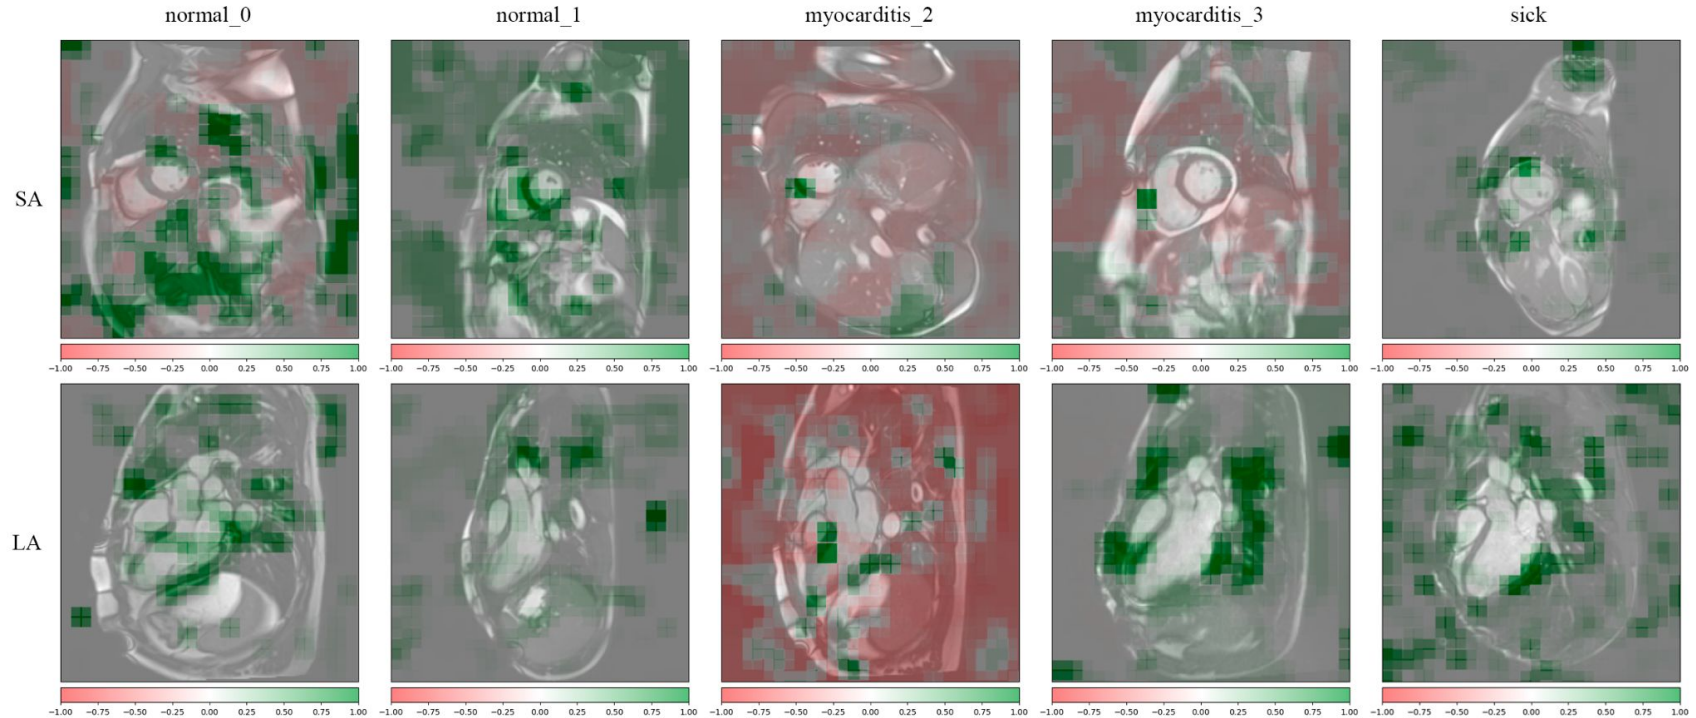 normal_0 normal_1 myocarditis_2 myocarditis_3 sick
SA
−1.00 −0.75 −0.50 −0.25 0.00 0.25 0.50 0.75 1.00 −1.00 −0.75 −0.50 −0.25 0.00 0.25 0.50 0.75 1.00 −1.00 −0.75 −0.50 −0.25 0.00 0.25 0.50 0.75 1.00 −1.00 −0.75 −0.50 −0.25 0.00 0.25 0.50 0.75 1.00 −1.00 −0.75 −0.50 −0.25 0.00 0.25 0.50 0.75 1.00
LA
−1.00 −0.75 −0.50 −0.25 0.00 0.25 0.50 0.75 1.00 −1.00 −0.75 −0.50 −0.25 0.00 0.25 0.50 0.75 1.00 −1.00 −0.75 −0.50 −0.25 0.00 0.25 0.50 0.75 1.00 −1.00 −0.75 −0.50 −0.25 0.00 0.25 0.50 0.75 1.00 −1.00 −0.75 −0.50 −0.25 0.00 0.25 0.50 0.75 1.00